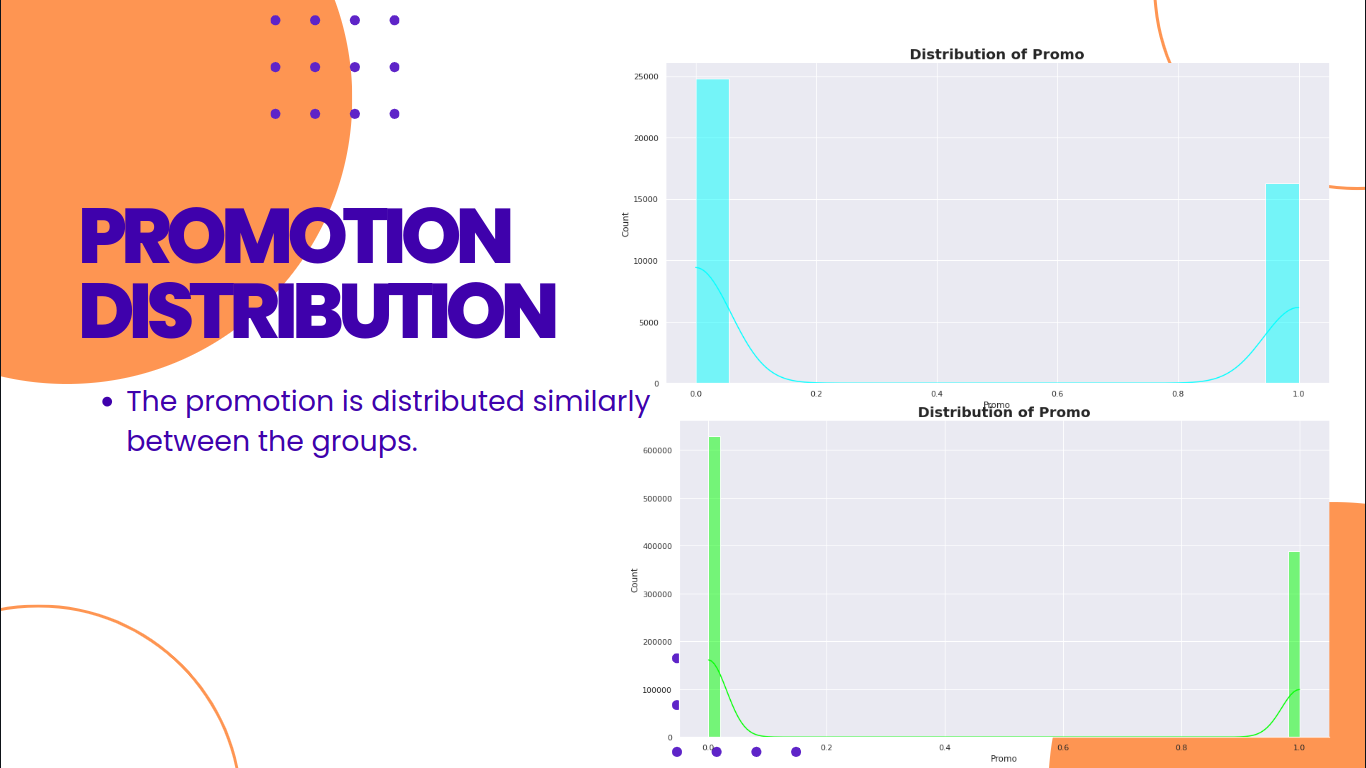 PROMOTION
DISTRIBUTION
• The promotion is distributed similarly
between the groups.
Distribution of Promo
25000
20000
15000
10000
5000
0
Count
0.0 0.2 0.4 0.6 0.8 1.0
Promo
Distribution of Promo
600000
500000
400000
300000
200000
100000
0
Count
0.0 0.2 0.4 0.6 0.8 1.0
Promo